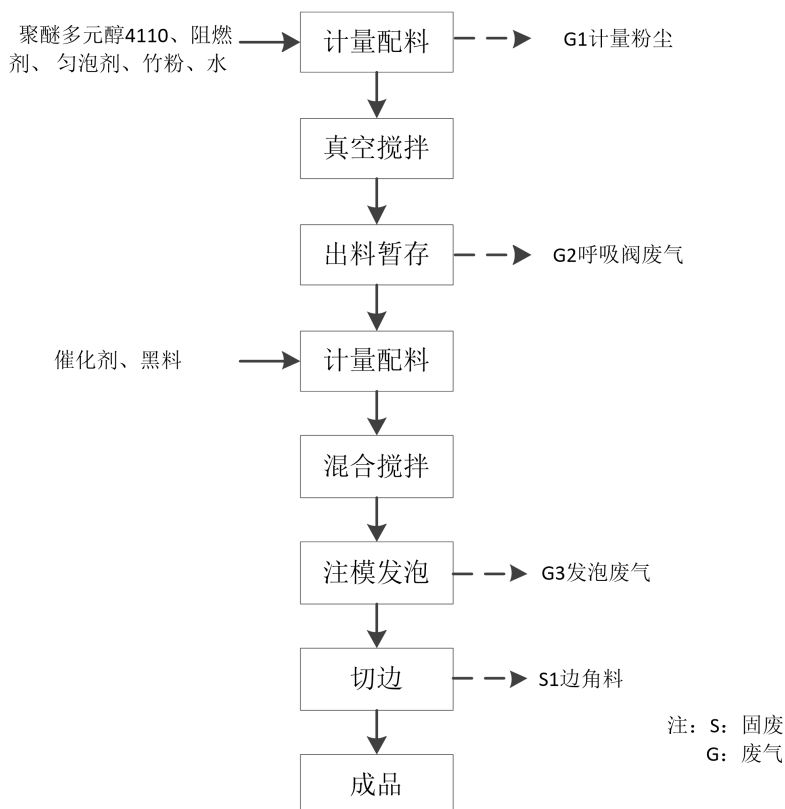 聚醚多元醇4110、阻燃
剂、 匀泡剂、竹粉、水
计量配料
G1计量粉尘
真空搅拌
出料暂存
G2呼吸阀废气
催化剂、黑料
计量配料
混合搅拌
注模发泡
G3发泡废气
切边
S1边角料
注：S：固废
G：废气
成品